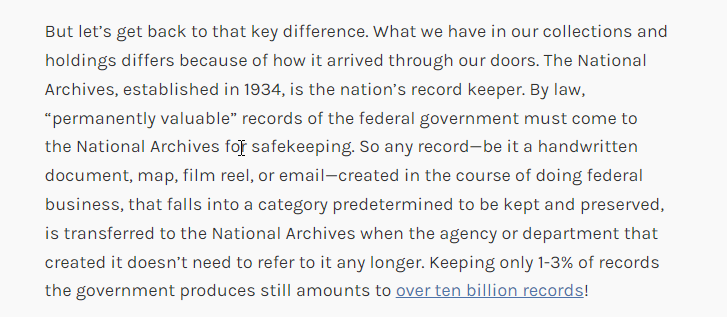 But let’s get back to that key difference. What we have in our collections and
holdings differs because of how it arrived through our doors. The National
Archives, established in 1934, is the nation’s record keeper. By law,
“permanently valuable” records of the federal government must come to
the National Archives for safekeeping. So any record—be it a handwritten
document, map, film reel, or email—created in the course of doing federal
business, that falls into a category predetermined to be kept and preserved,
is transferred to the National Archives when the agency or department that
created it doesn’t need to refer to it any longer. Keeping only 1-3% of records
the government produces still amounts to over ten billion records!